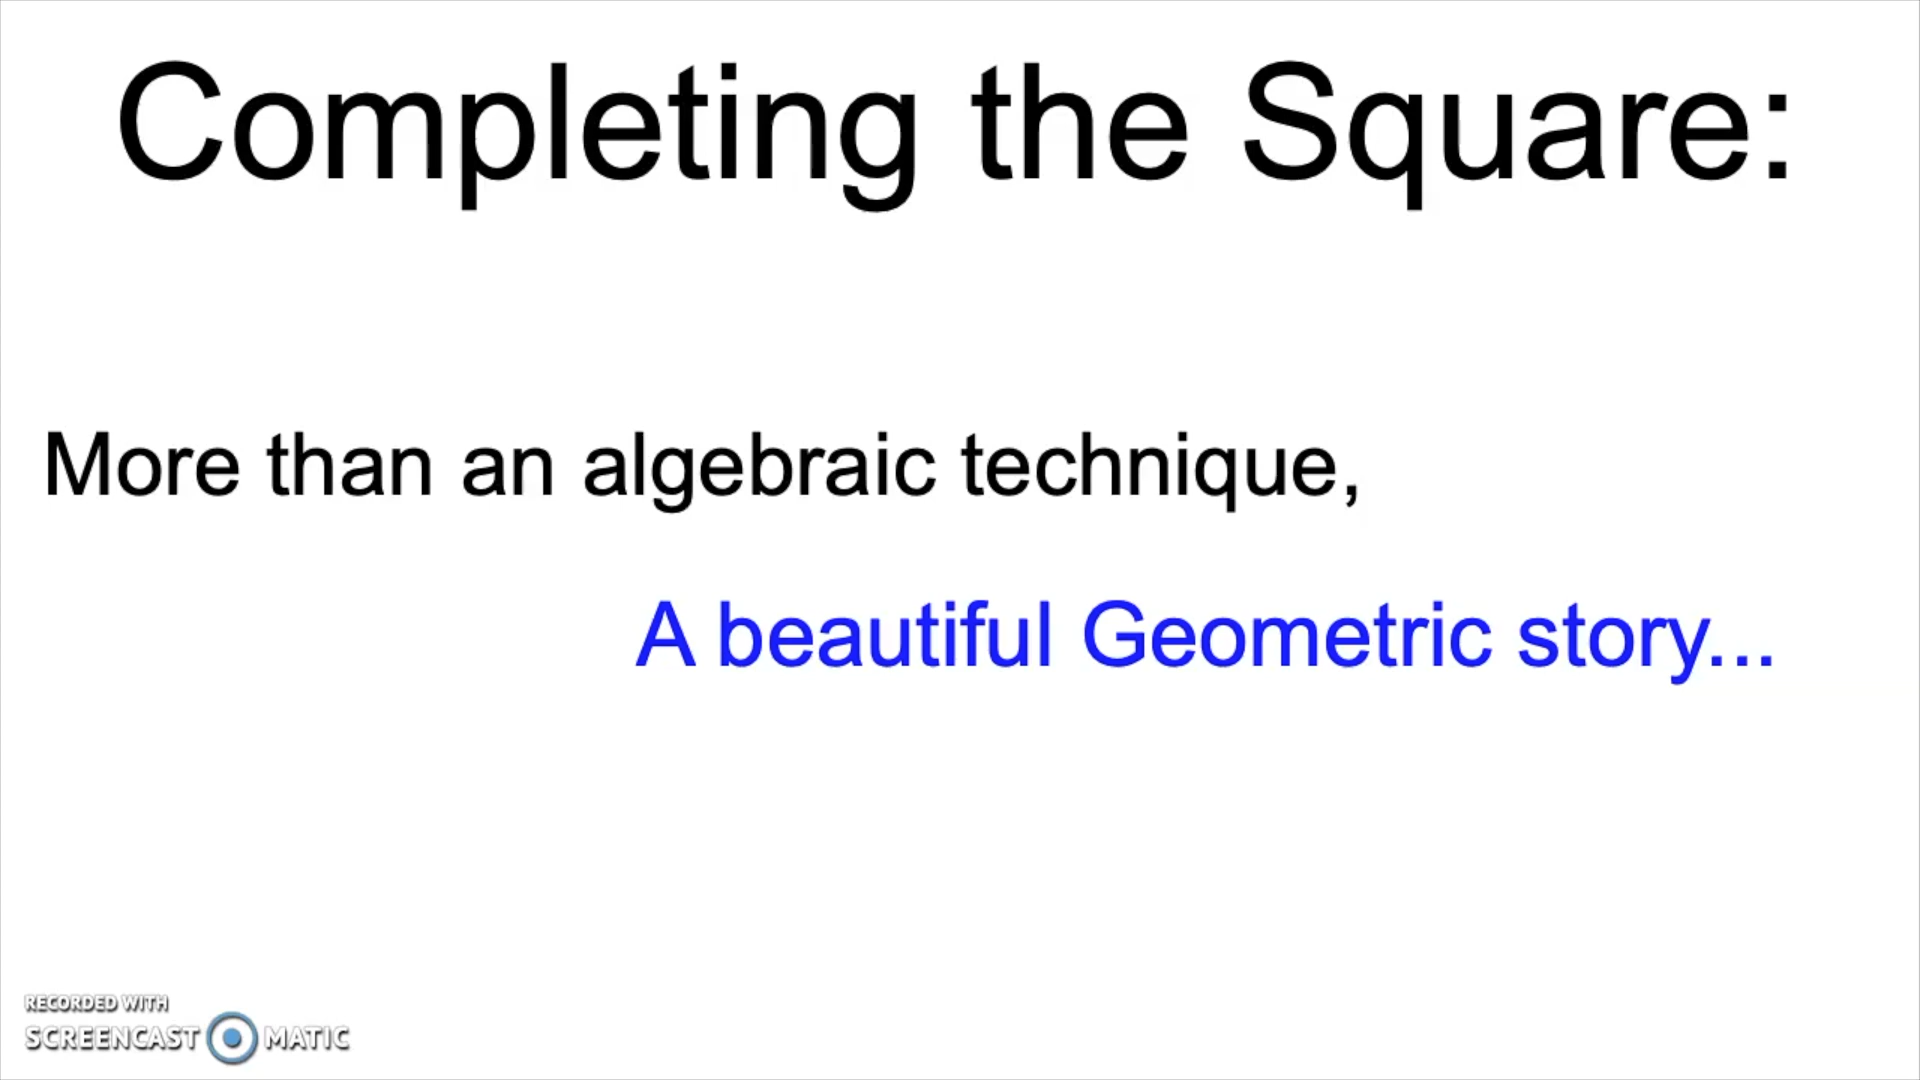 Completing the Square:
More than an algebraic technique,
A beautiful Geometric story...
RECORDED WITH
SCREENCAST MATIC